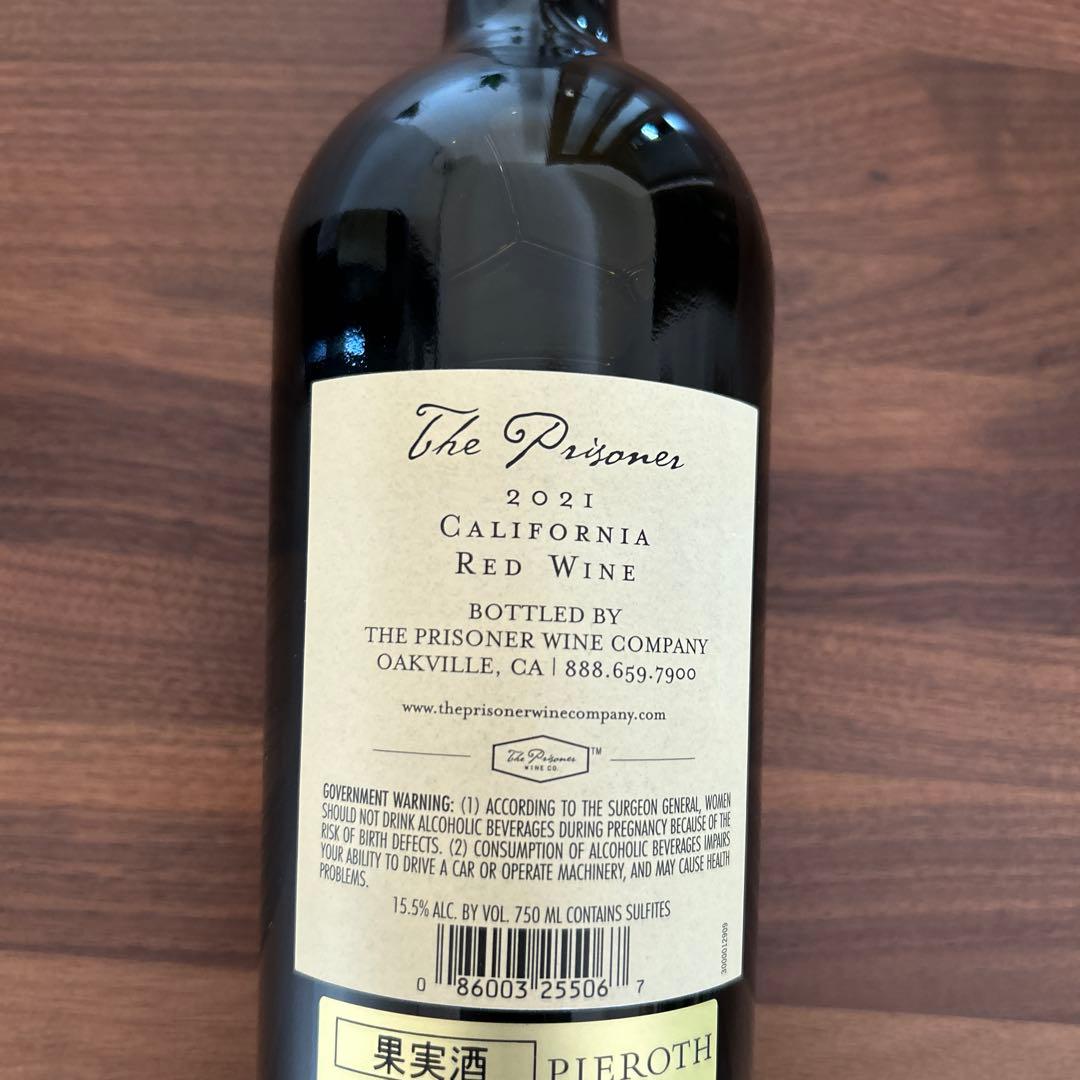 The Prisoner
2021
CALIFORNIA
RED WINE
BOTTLED BY
THE PRISONER WINE COMPANY
OAKVILLE, CA | 888.659.7900
www.theprisonerwinecompany.com
The Prisoner TM
WINE CO.
GOVERNMENT WARNING: (1) ACCORDING TO THE SURGEON GENERAL, WOMEN
SHOULD NOT DRINK ALCOHOLIC BEVERAGES DURING PREGNANCY BECAUSE OF THE
RISK OF BIRTH DEFECTS. (2) CONSUMPTION OF ALCOHOLIC BEVERAGES IMPAIRS
YOUR ABILITY TO DRIVE A CAR OR OPERATE MACHINERY, AND MAY CAUSE HEALTH
PROBLEMS.
15.5% ALC. BY VOL. 750 ML CONTAINS SULFITES
3000012909
0 86003 25506 7
果実酒 PIEROTH